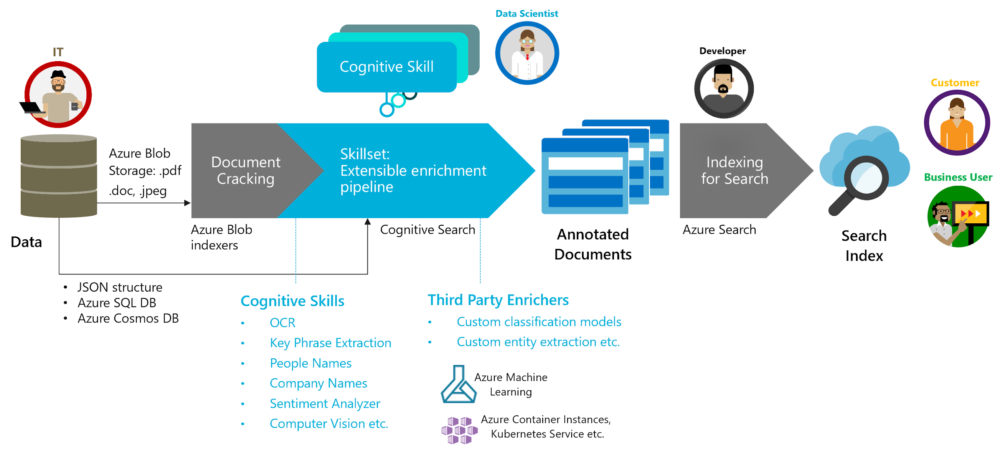 Data Scientist
IT
Cognitive Skill
Developer
Customer
Azure Blob
Storage: .pdf
.doc, .jpeg
Document
Cracking
Skillset:
Extensible enrichment
pipeline
Indexing
for Search
Business User
Data
Azure Blob
indexers
Cognitive Search
Annotated
Documents
Azure Search
Search
Index
• JSON structure
• Azure SQL DB
• Azure Cosmos DB
Cognitive Skills
• OCR
• Key Phrase Extraction
• People Names
• Company Names
• Sentiment Analyzer
• Computer Vision etc.
Third Party Enrichers
• Custom classification models
• Custom entity extraction etc.
Azure Machine
Learning
Azure Container Instances,
Kubernetes Service etc.